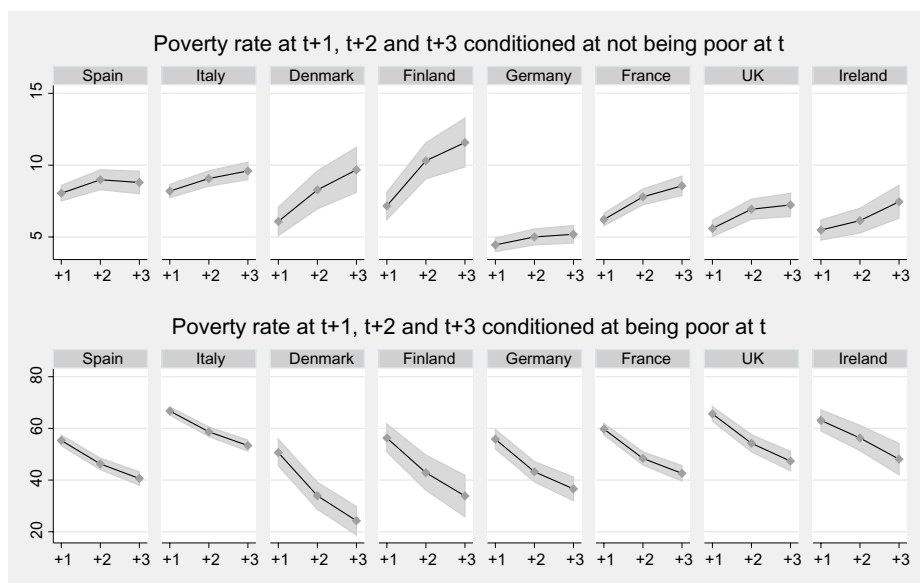 Poverty rate at t+1, t+2 and t+3 conditioned at not being poor at t
Spain Italy Denmark Finland Germany France UK Ireland
15
10
5
+1 +2 +3 +1 +2 +3 +1 +2 +3 +1 +2 +3 +1 +2 +3 +1 +2 +3 +1 +2 +3 +1 +2 +3
Poverty rate at t+1, t+2 and t+3 conditioned at being poor at t
Spain Italy Denmark Finland Germany France UK Ireland
80
60
40
20
+1 +2 +3 +1 +2 +3 +1 +2 +3 +1 +2 +3 +1 +2 +3 +1 +2 +3 +1 +2 +3 +1 +2 +3